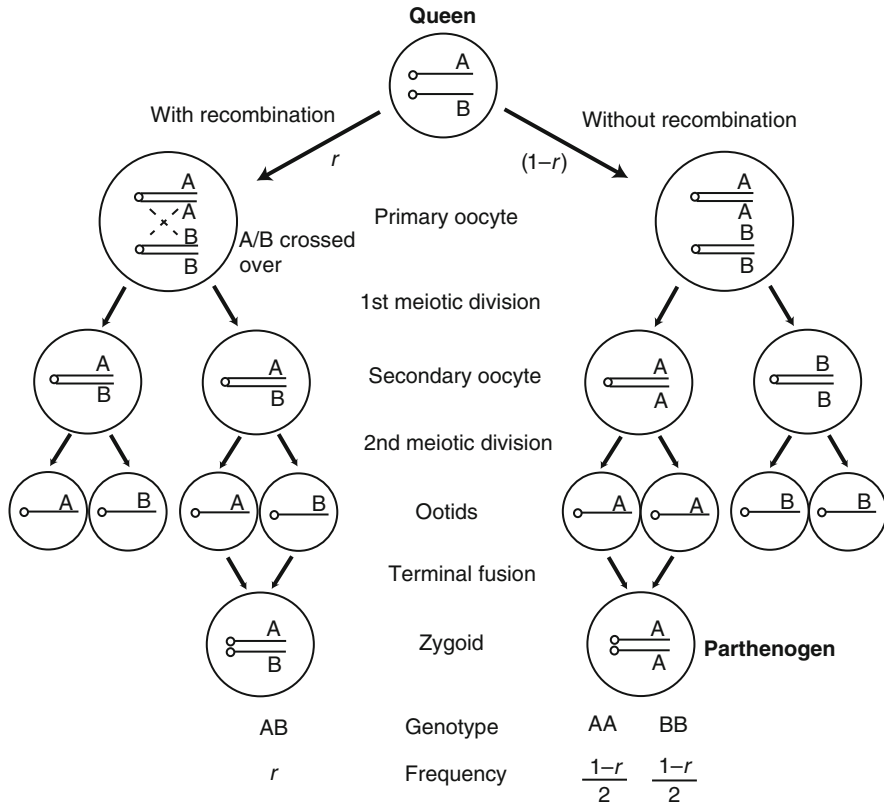 Queen
A
B
With recombination
Without recombination
r
(1–r)
A
A
B
B
A/B crossed
over
Primary oocyte
A
A
B
B
1st meiotic division
A
B
A
B
Secondary oocyte
A
A
B
B
2nd meiotic division
A
B
A
B
Ootids
A
A
B
B
Terminal fusion
A
B
Zygoid
A
A
Parthenogen
AB
Genotype
AA
BB
r
Frequency
1–r
2
1–r
2